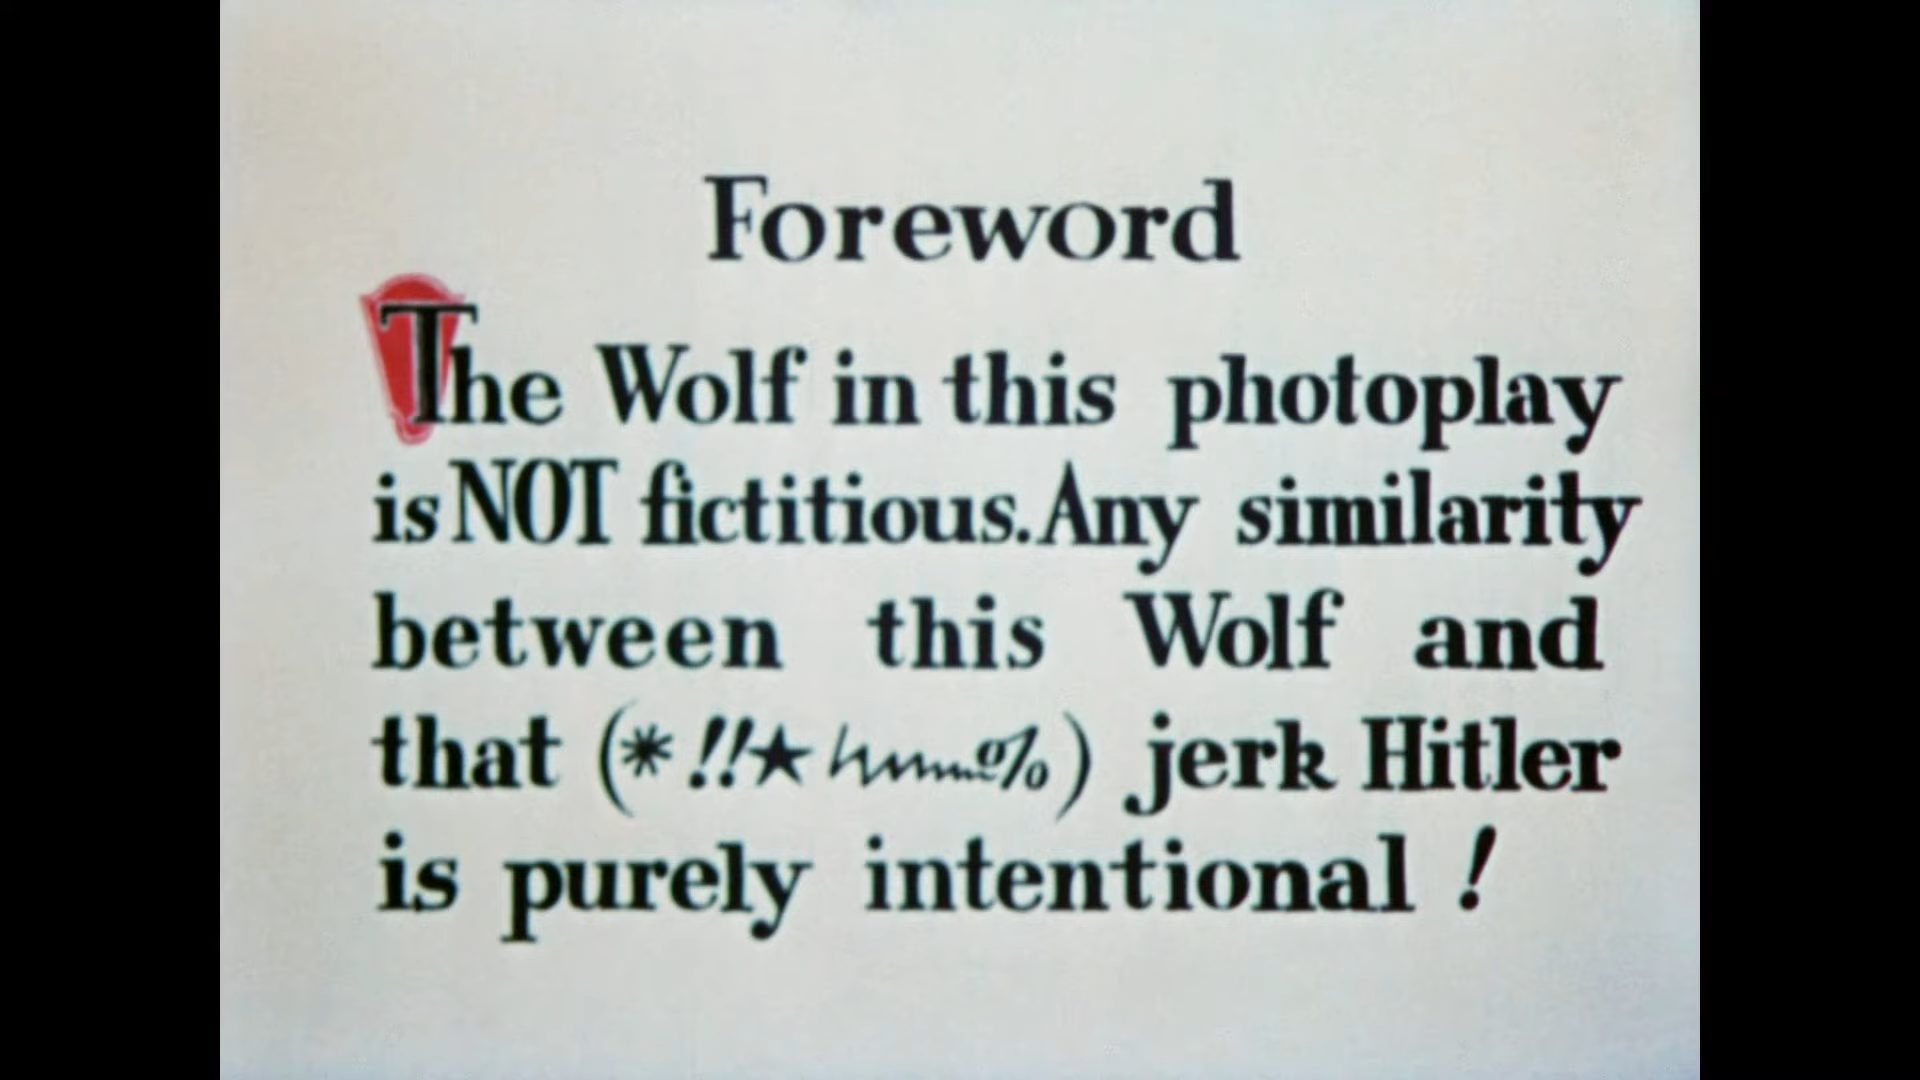 Foreword
The Wolf in this photoplay
is NOT fictitious. Any similarity
between this Wolf and
that (*!!★ %) jerk Hitler
is purely intentional!